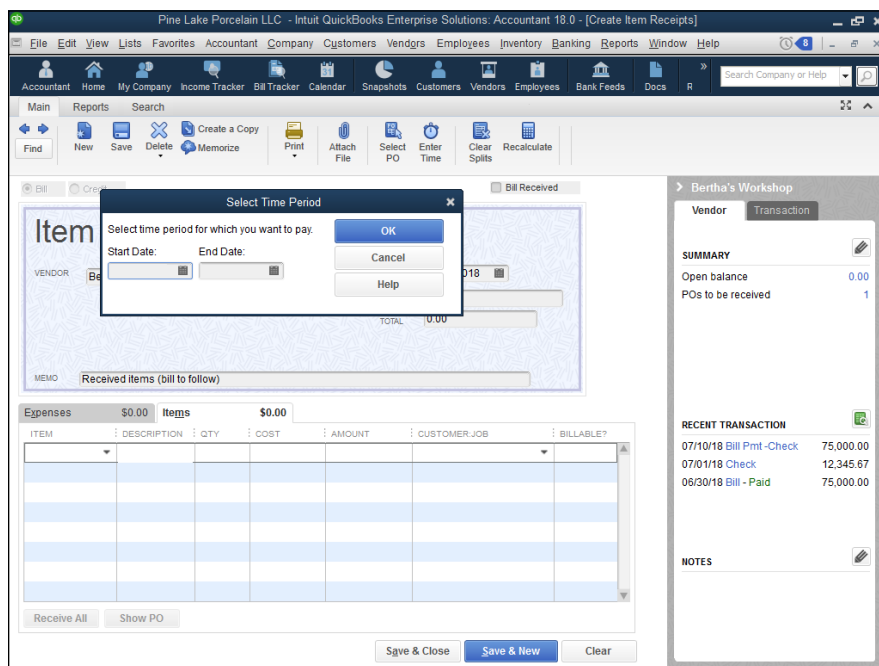 Pine Lake Porcelain LLC - Intuit QuickBooks Enterprise Solutions: Accountant 18.0 - [Create Item Receipts]
File Edit View Lists Favorites Accountant Company Customers Vendors Employees Inventory Banking Reports Window Help 8
Accountant Home My Company Income Tracker Bill Tracker Calendar Snapshots Customers Vendors Employees Bank Feeds Docs R » Search Company or Help
31
Main Reports Search
Find New Save Delete Create a Copy Memorize Print Attach File Select PO Enter Time Clear Splits Recalculate
Bill Credit Bill Received
Select Time Period
Select time period for which you want to pay.
Start Date: End Date:
OK
Cancel
Help
Item
VENDOR Be 018
TOTAL 0.00
MEMO Received items (bill to follow)
Expenses $0.00 Items $0.00
ITEM DESCRIPTION QTY COST AMOUNT CUSTOMER:JOB BILLABLE?
Receive All Show PO
Save & Close Save & New Clear
Bertha's Workshop
Vendor Transaction
SUMMARY
Open balance 0.00
POs to be received 1
RECENT TRANSACTION
07/10/18 Bill Pmt -Check 75,000.00
07/01/18 Check 12,345.67
06/30/18 Bill - Paid 75,000.00
NOTES